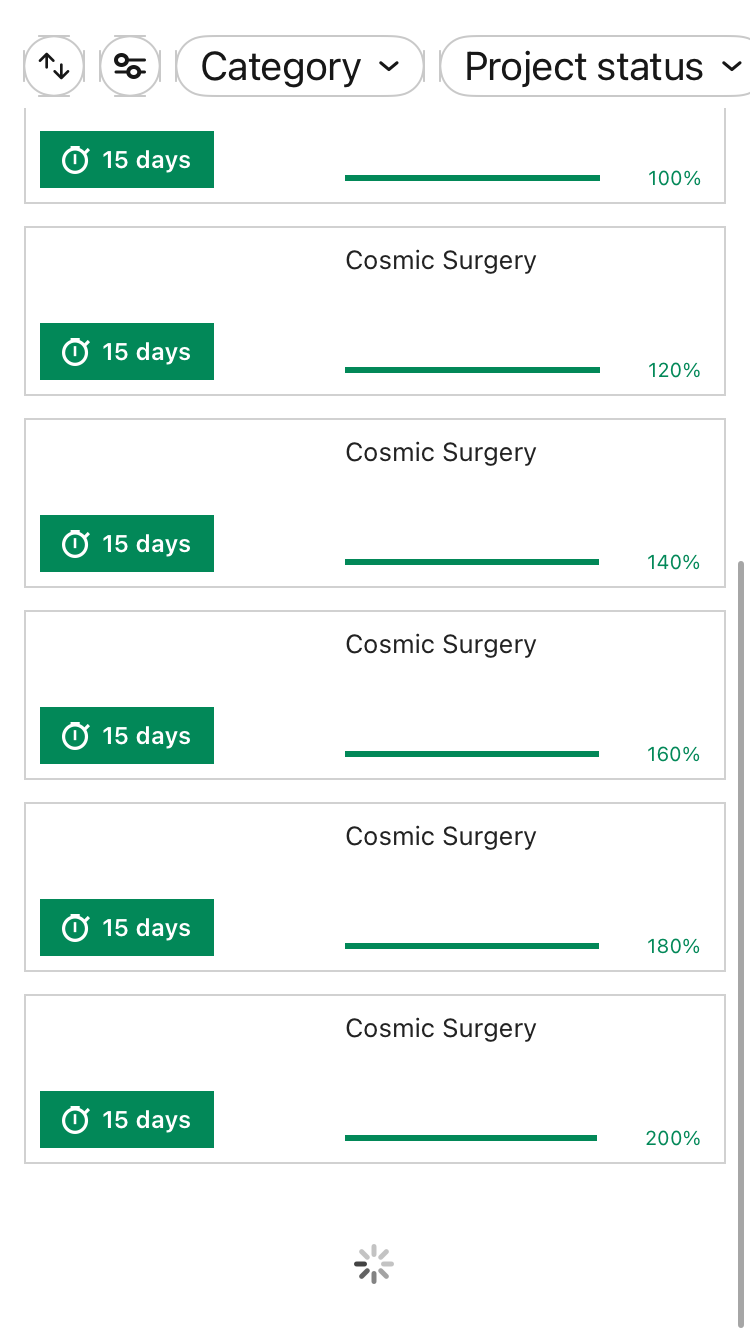 Category
Project status
15 days
100%
Cosmic Surgery
15 days
120%
Cosmic Surgery
15 days
140%
Cosmic Surgery
15 days
160%
Cosmic Surgery
15 days
180%
Cosmic Surgery
15 days
200%